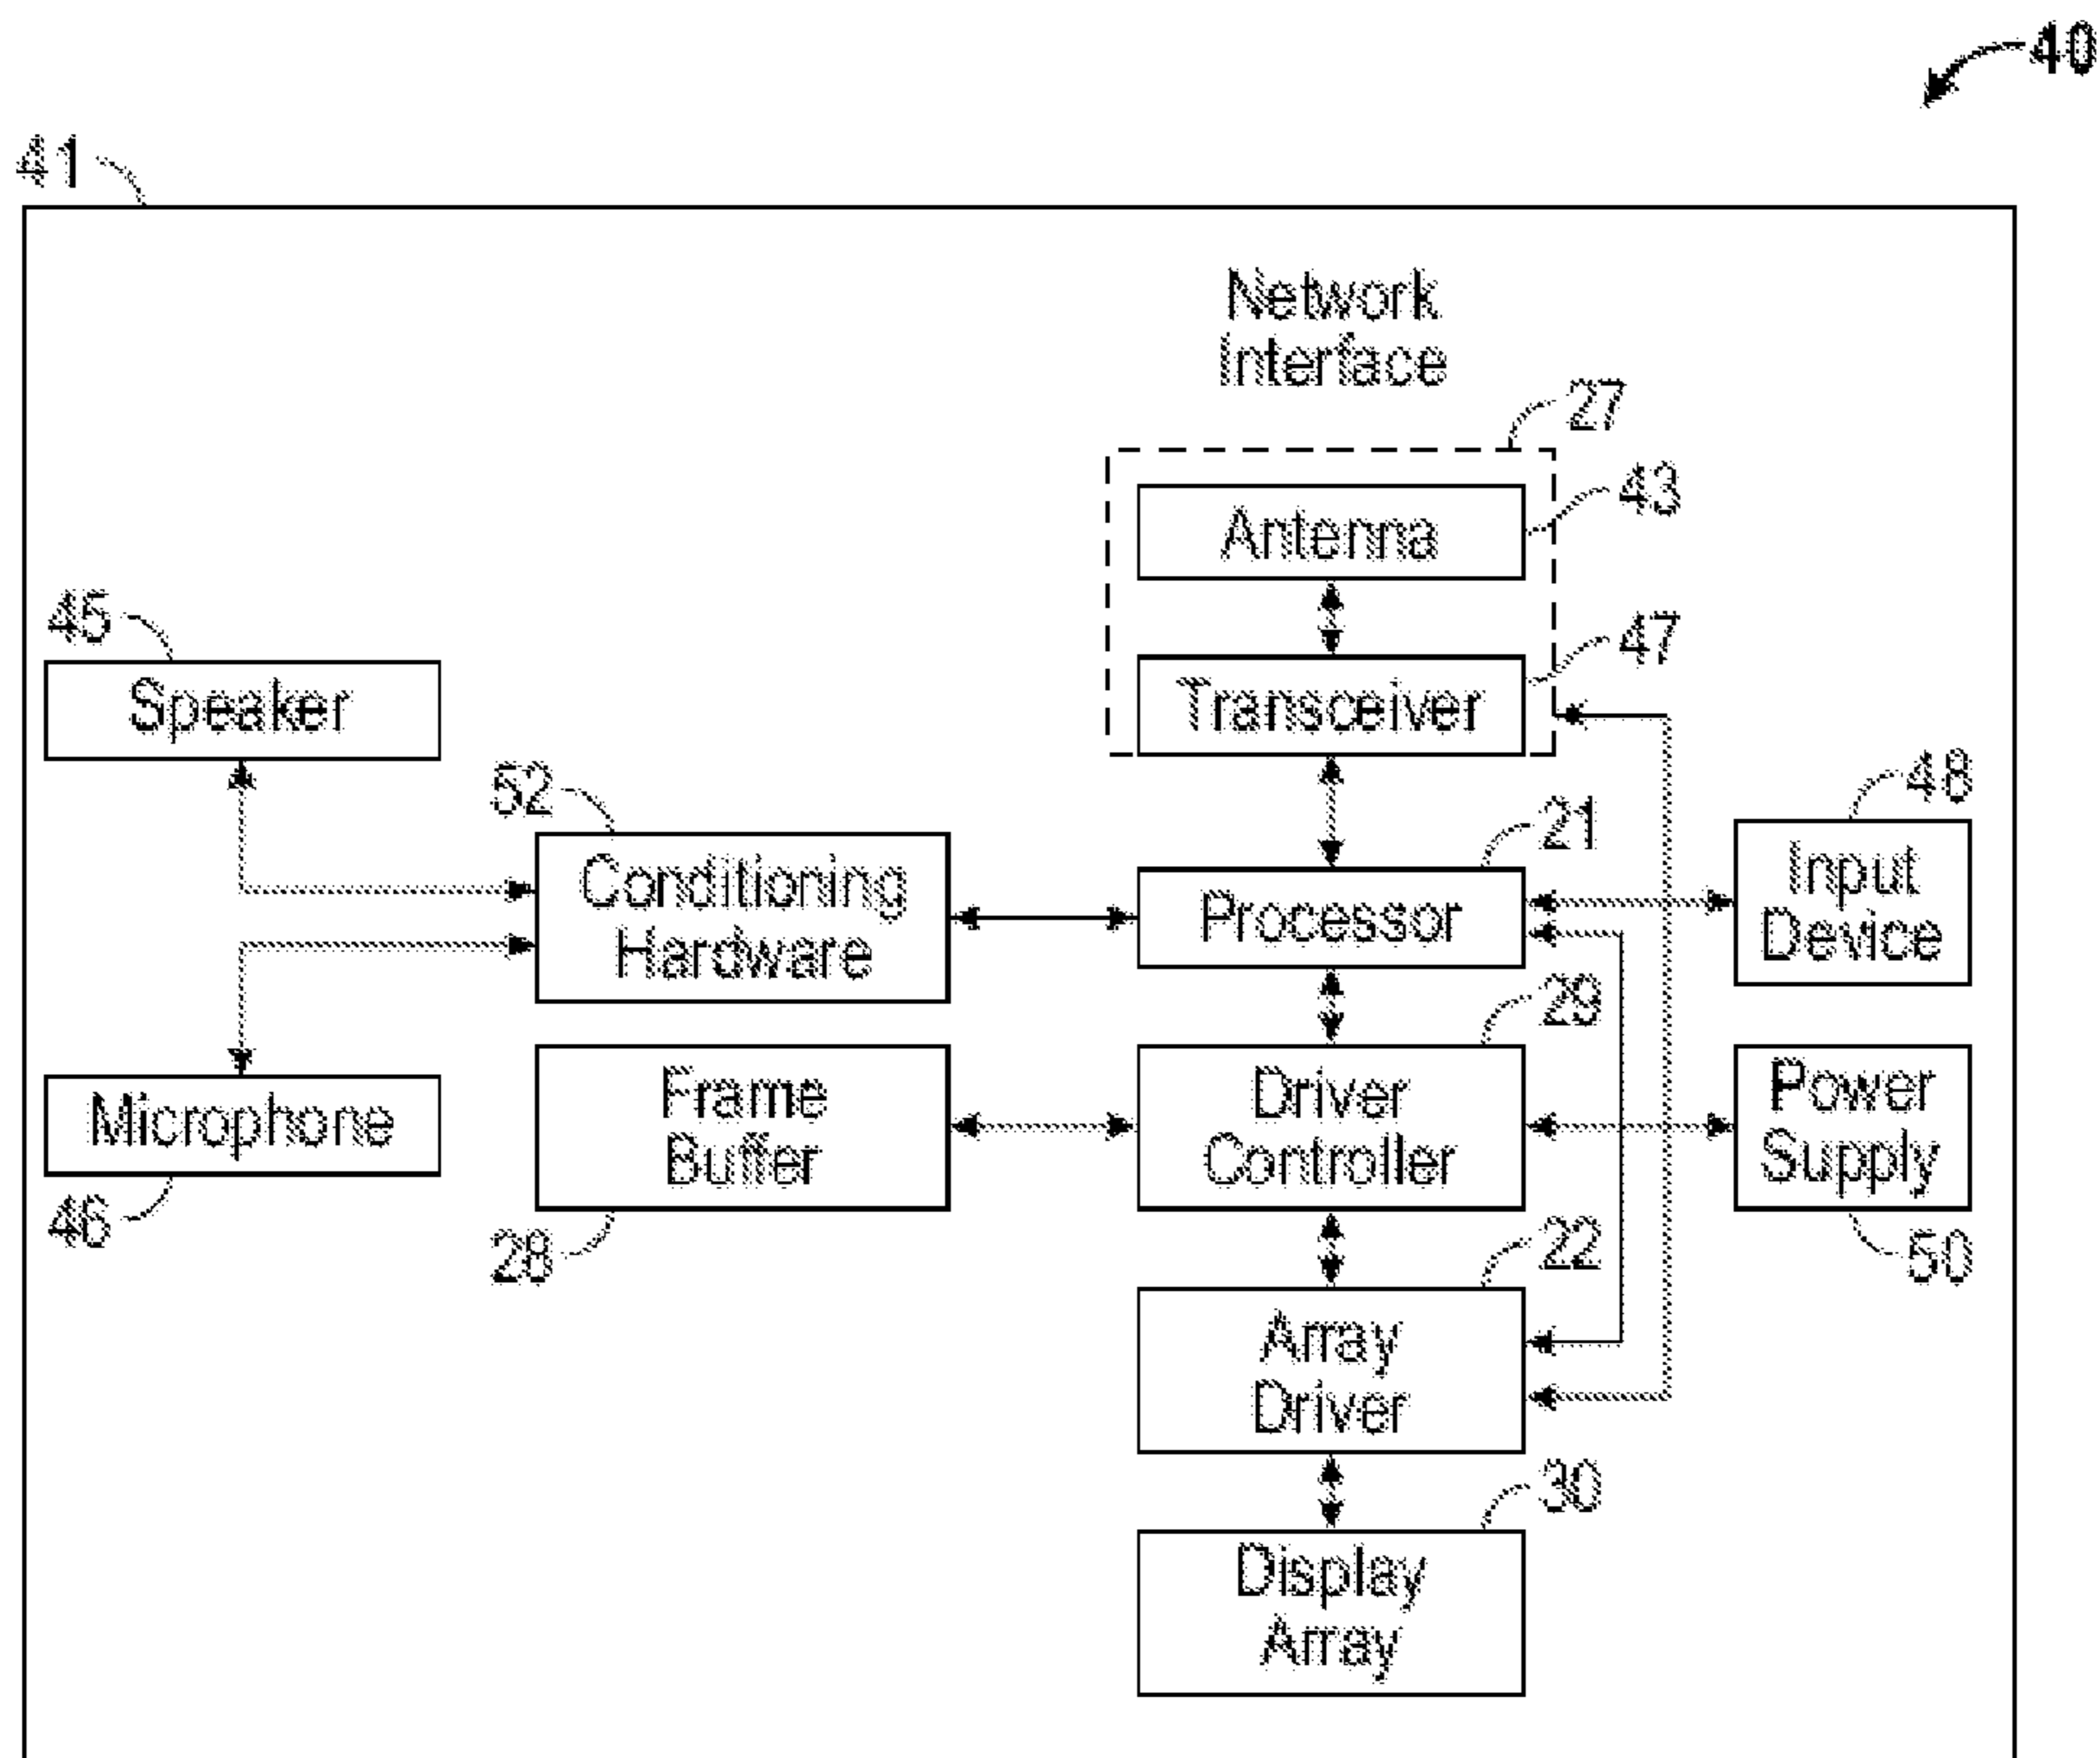 40
41
Network
Interface
27
Antenna
43
45
Speaker
Transceiver
47
52
Conditioning
Hardware
21
Processor
48
Input
Device
29
Microphone
46
Frame
Buffer
28
Driver
Controller
Power
Supply
50
22
Array
Driver
30
Display
Array